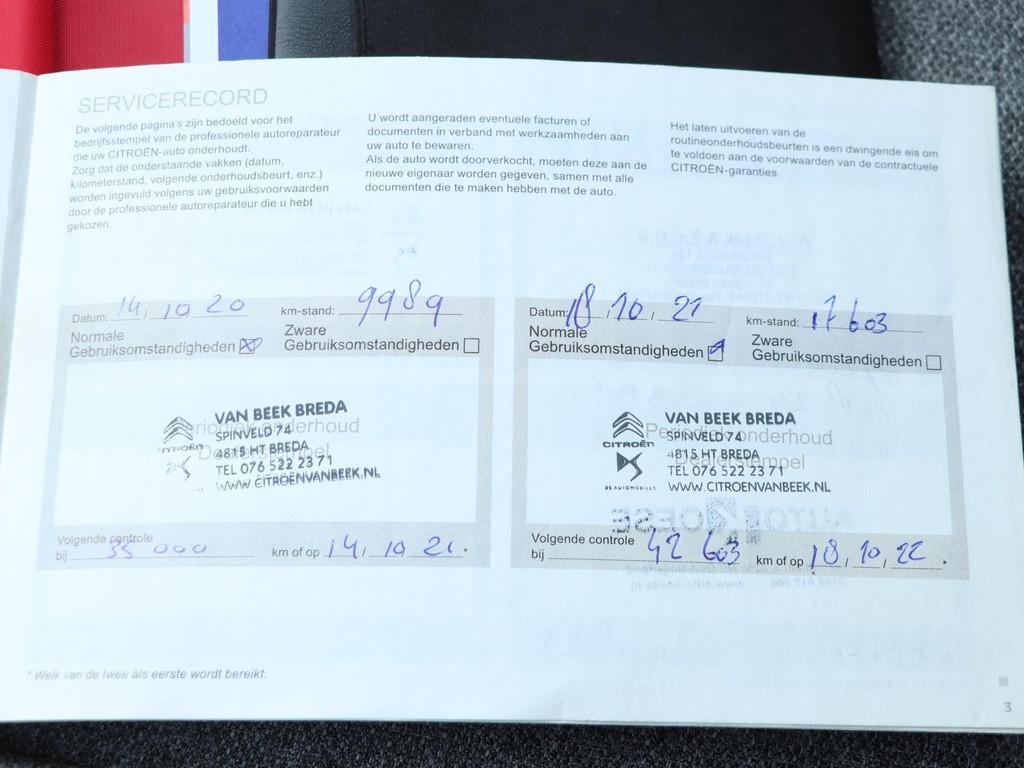 SERVICERECORD
De volgende pagina's zijn bedoeld voor het
bedrijfsstempel van de professionele autoreparateur
die uw CITROËN-auto onderhoudt.
Zorg dat de onderstaande vakken (datum,
kilometerstand, volgende onderhoudsbeurt, enz.)
worden ingevuld volgens uw gebruiksvoorwaarden
door de professionele autoreparateur die u hebt
gekozen.
U wordt aangeraden eventuele facturen of
documenten in verband met werkzaamheden aan
uw auto te bewaren.
Als de auto wordt doorverkocht, moeten deze aan de
nieuwe eigenaar worden gegeven, samen met alle
documenten die te maken hebben met de auto.
Het laten uitvoeren van de
routineonderhoudsbeurten is een dwingende eis om
te voldoen aan de voorwaarden van de contractuele
CITROËN-garanties.
Datum: 14, 10 20 km-stand: 9989
Normale
Gebruiksomstandigheden
Zware
Gebruiksomstandigheden
Periodiek onderhoud
Dealerstempel
CITROËN
VAN BEEK BREDA
SPINVELD 74
4815 HT BREDA
TEL 076 522 23 71
WWW.CITROENVANBEEK.NL
Volgende controle
bij 35 000 km of op 14, 10 21.
Datum: 18, 10, 21 km-stand: 17 603
Normale
Gebruiksomstandigheden
Zware
Gebruiksomstandigheden
Periodiek onderhoud
Dealerstempel
CITROËN
DS AUTOMOBILES
VAN BEEK BREDA
SPINVELD 74
4815 HT BREDA
TEL 076 522 23 71
WWW.CITROENVANBEEK.NL
Volgende controle
bij 42 603 km of op 18, 10, 22.
* Welk van de twee als eerste wordt bereikt.
3